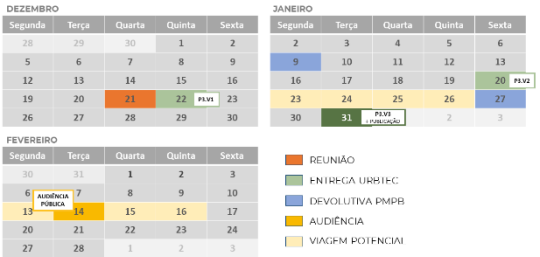 DEZEMBRO
Segunda Terça Quarta Quinta Sexta
28 29 30 1 2
5 6 7 8 9
12 13 14 15 16
19 20 21 22 P3.V1 23
26 27 28 29 30
JANEIRO
Segunda Terça Quarta Quinta Sexta
2 3 4 5 6
9 10 11 12 13
16 17 18 19 20 P3.V2
23 24 25 26 27
30 31 P3.V3 1 2 3
+ PUBLICAÇÃO
FEVEREIRO
Segunda Terça Quarta Quinta Sexta
30 31 1 2 3
6 7 8 9 10
AUDIÊNCIA
PÚBLICA
13 14 15 16 17
20 21 22 23 24
27 28 1 2 3
REUNIÃO
ENTREGA URBTEC
DEVOLUTIVA PMPB
AUDIÊNCIA
VIAGEM POTENCIAL